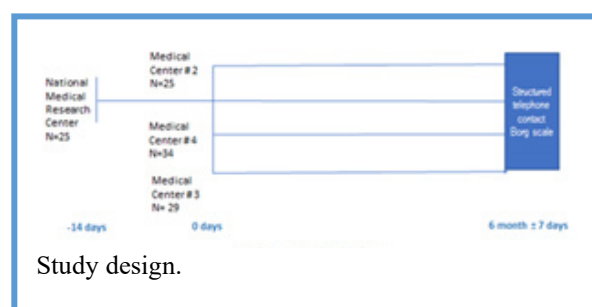 National
Medical
Research
Center
N=25
Medical
Center # 2
N=25
Medical
Center #4
N=34
Medical
Center # 3
N= 29
Structured
telephone
contact
Borg scale
-14 days
0 days
6 month ± 7 days
Study design.